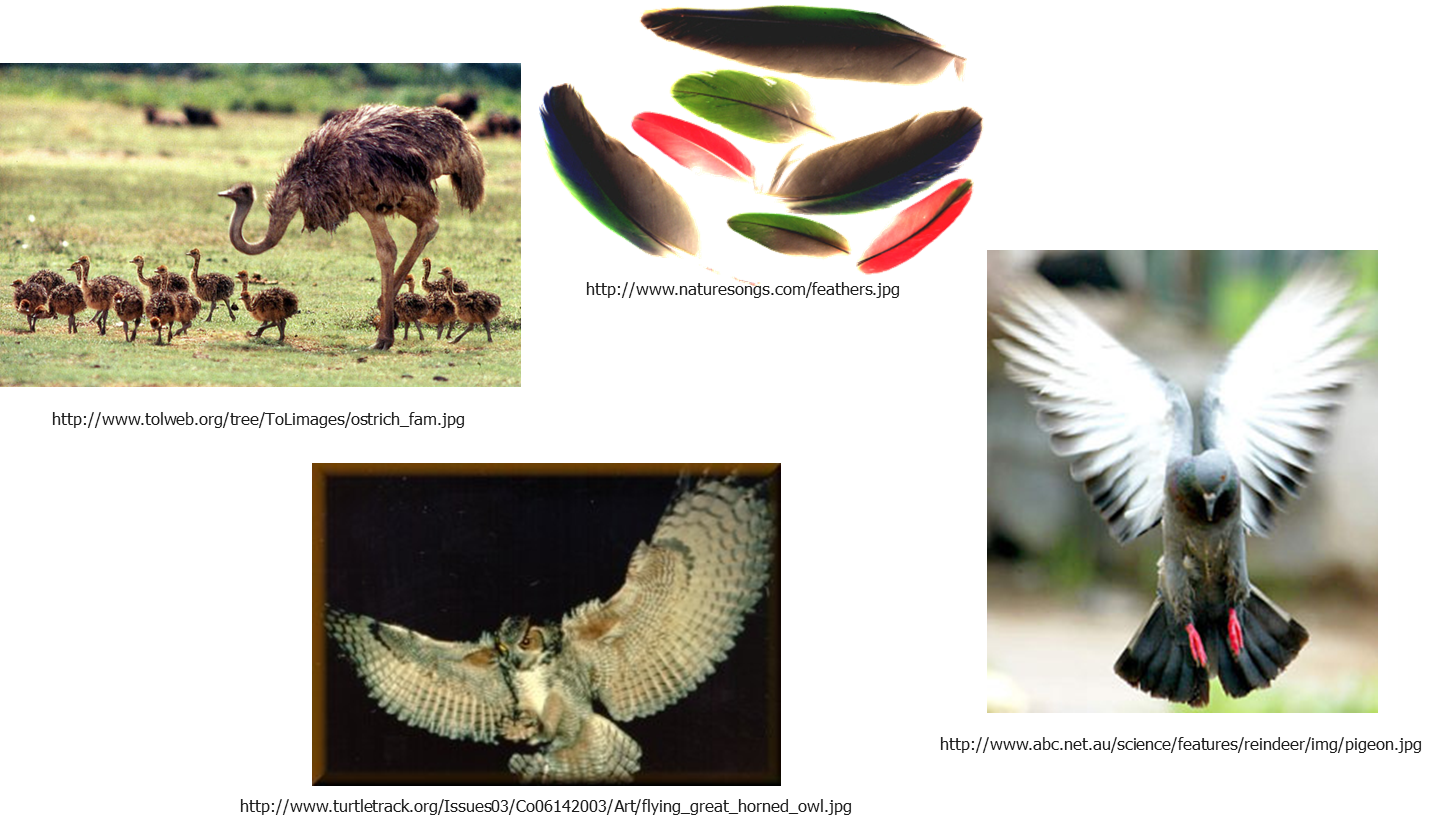 http://www.naturesongs.com/feathers.jpg
http://www.tolweb.org/tree/ToLimages/ostrich_fam.jpg
http://www.abc.net.au/science/features/reindeer/img/pigeon.jpg
http://www.turtletrack.org/Issues03/Co06142003/Art/flying_great_horned_owl.jpg